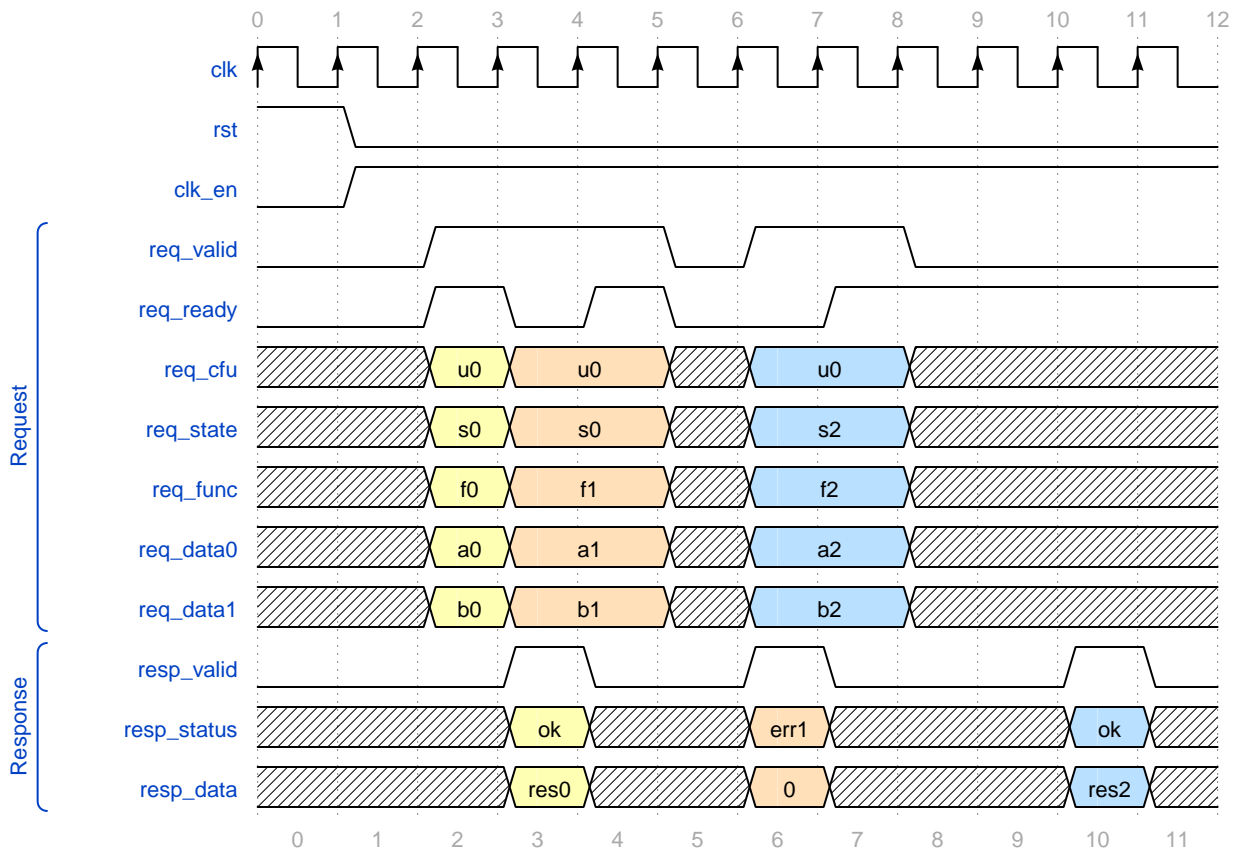 0 1 2 3 4 5 6 7 8 9 10 11 12
clk
rst
clk_en
Request
req_valid
req_ready
req_cfu u0 u0 u0
req_state s0 s0 s2
req_func f0 f1 f2
req_data0 a0 a1 a2
req_data1 b0 b1 b2
Response
resp_valid
resp_status ok err1 ok
resp_data res0 0 res2
0 1 2 3 4 5 6 7 8 9 10 11